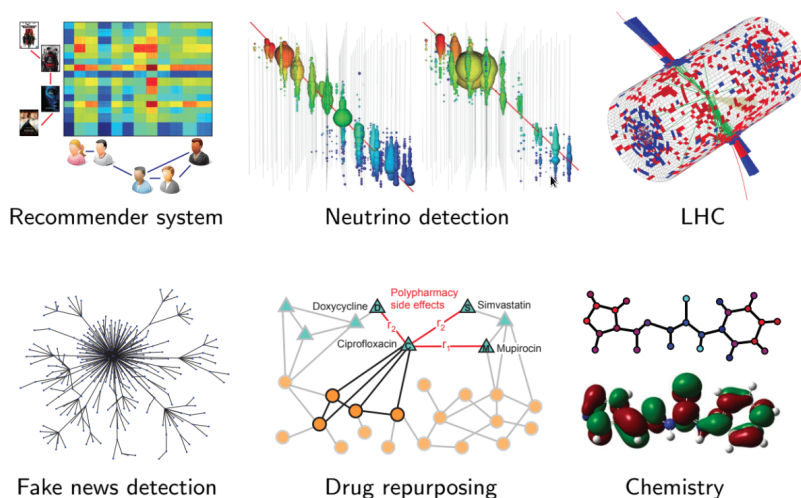 Recommender system
Neutrino detection
LHC
Polypharmacy
side effects
Doxycycline
D
S
Simvastatin
r2
r2
Ciprofloxacin
C
r1
M
Mupirocin
Fake news detection
Drug repurposing
Chemistry